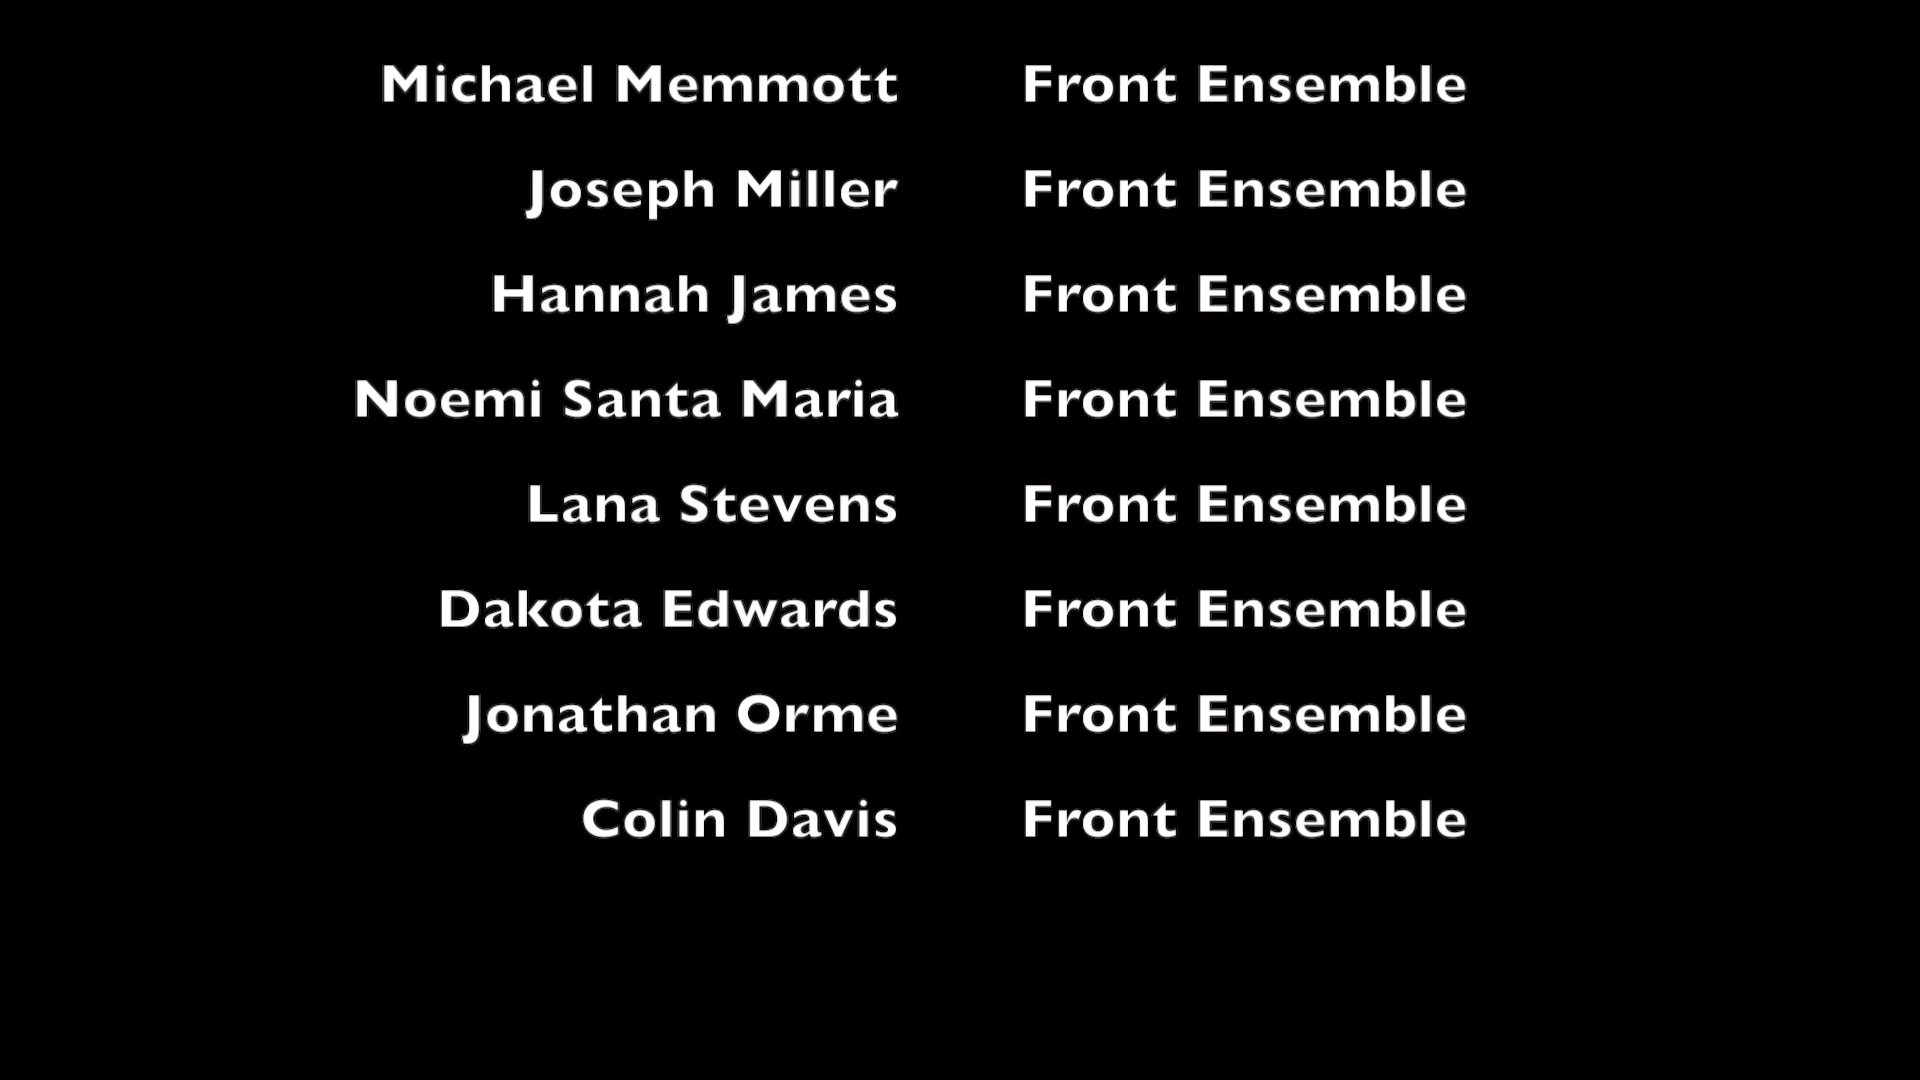 Michael Memmott Front Ensemble
Joseph Miller Front Ensemble
Hannah James Front Ensemble
Noemi Santa Maria Front Ensemble
Lana Stevens Front Ensemble
Dakota Edwards Front Ensemble
Jonathan Orme Front Ensemble
Colin Davis Front Ensemble